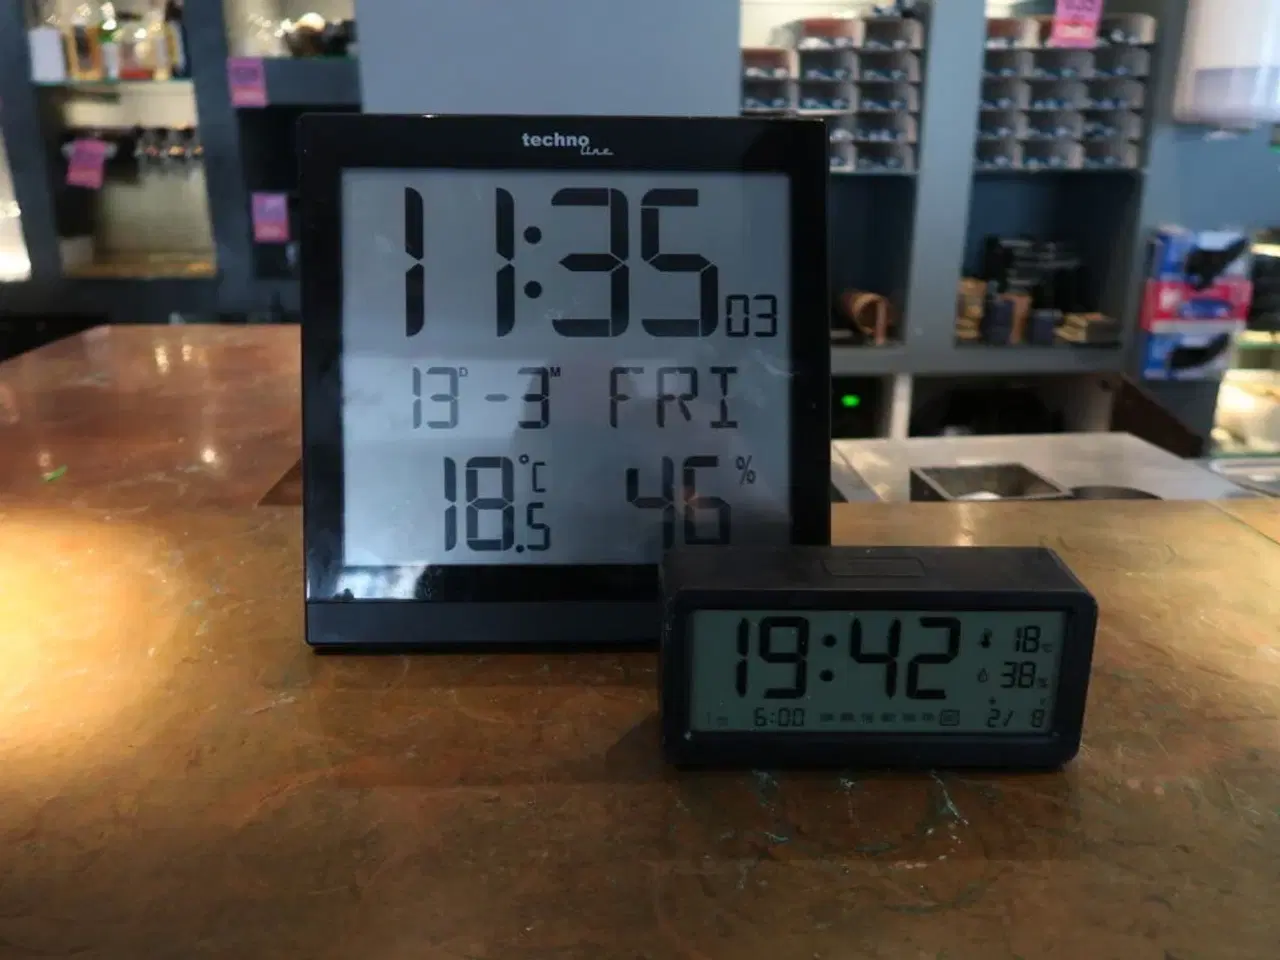 techno
line
11:35 03
13 D -3 M FRI
18.5 °C 46 %
19:42
18 °C
38 %
6:00
2/ 8